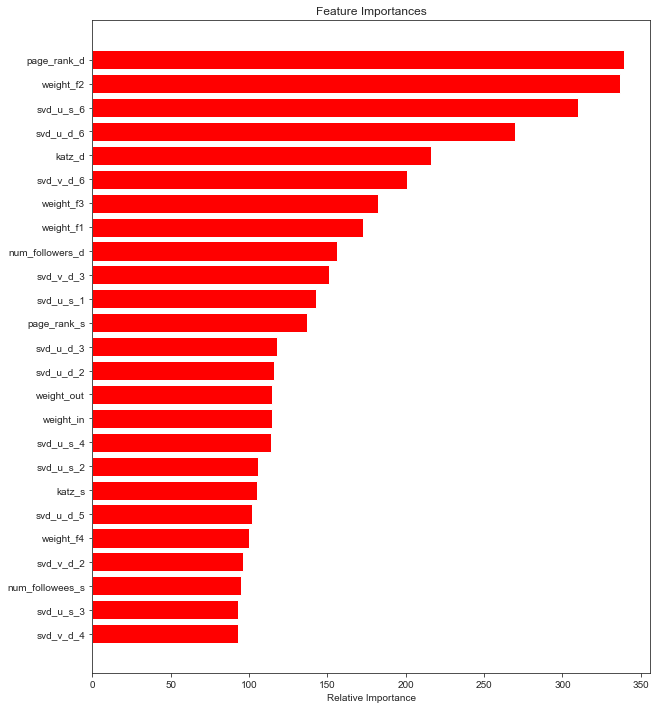 Feature Importances
page_rank_d
weight_f2
svd_u_s_6
svd_u_d_6
katz_d
svd_v_d_6
weight_f3
weight_f1
num_followers_d
svd_v_d_3
svd_u_s_1
page_rank_s
svd_u_d_3
svd_u_d_2
weight_out
weight_in
svd_u_s_4
svd_u_s_2
katz_s
svd_u_d_5
weight_f4
svd_v_d_2
num_followees_s
svd_u_s_3
svd_v_d_4
0 50 100 150 200 250 300 350
Relative Importance